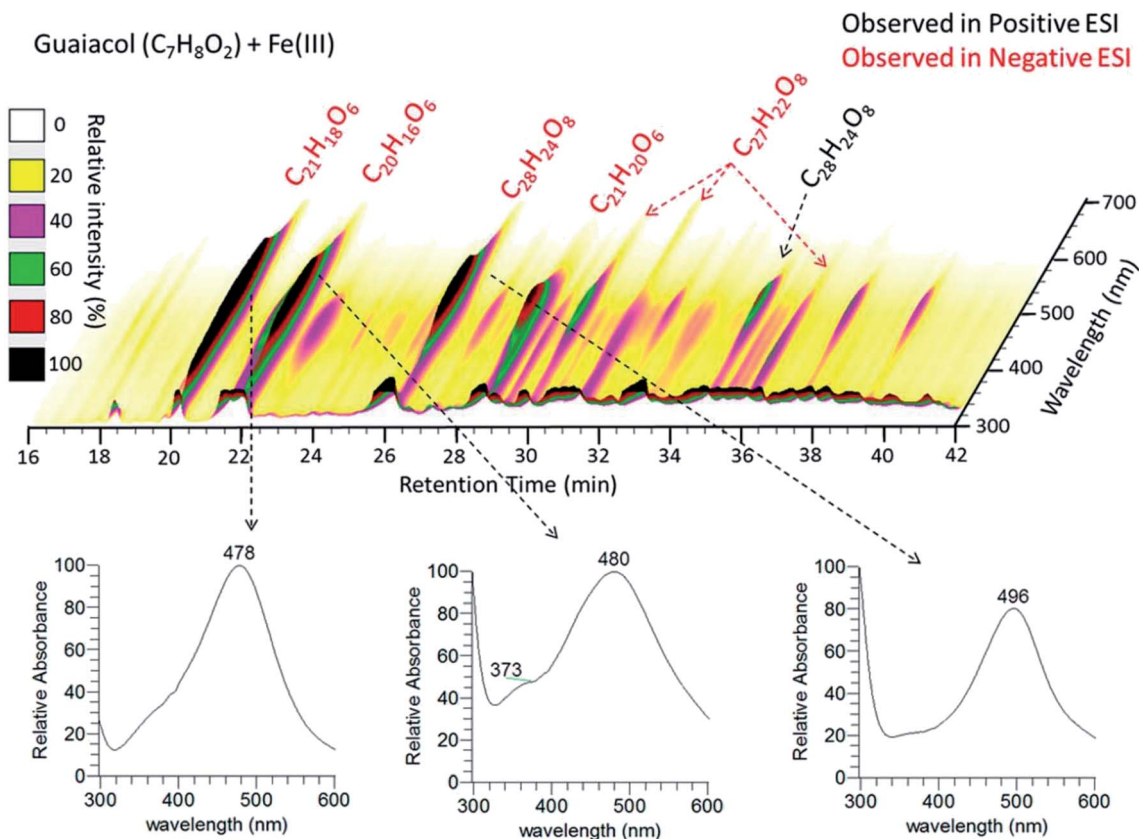 Guaiacol (C₇H₈O₂) + Fe(III)
Observed in Positive ESI
Observed in Negative ESI
0
20
40
60
80
100
Relative intensity (%)
C₂₁H₁₈O₆
C₂₀H₁₆O₆
C₂₈H₂₄O₈
C₂₁H₂₀O₆
C₂₇H₂₂O₈
C₂₈H₂₄O₈
700
600
500
400
300
Wavelength (nm)
16 18 20 22 24 26 28 30 32 34 36 38 40 42
Retention Time (min)
478
100
80
60
40
20
0
Relative Absorbance
300 400 500 600
wavelength (nm)
480
373
100
80
60
40
20
0
Relative Absorbance
300 400 500 600
wavelength (nm)
496
100
80
60
40
20
0
Relative Absorbance
300 400 500 600
wavelength (nm)